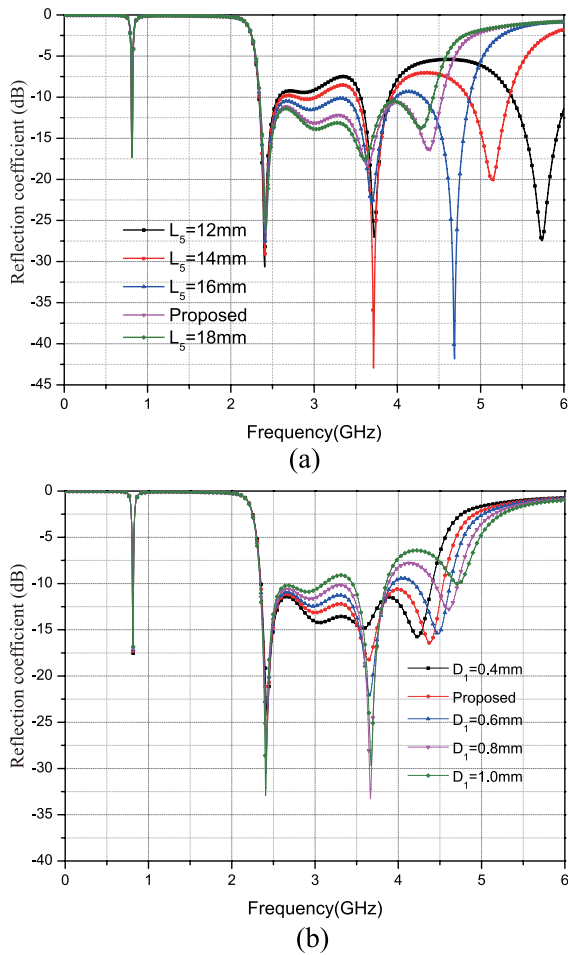 0
-5
-10
-15
-20
-25
-30
-35
-40
-45
Reflection coefficient (dB)
L5=12mm
L5=14mm
L5=16mm
Proposed
L5=18mm
0 1 2 3 4 5 6
Frequency(GHz)
(a)
0
-5
-10
-15
-20
-25
-30
-35
-40
Reflection coefficient (dB)
D1=0.4mm
Proposed
D1=0.6mm
D1=0.8mm
D1=1.0mm
0 1 2 3 4 5 6
Frequency(GHz)
(b)